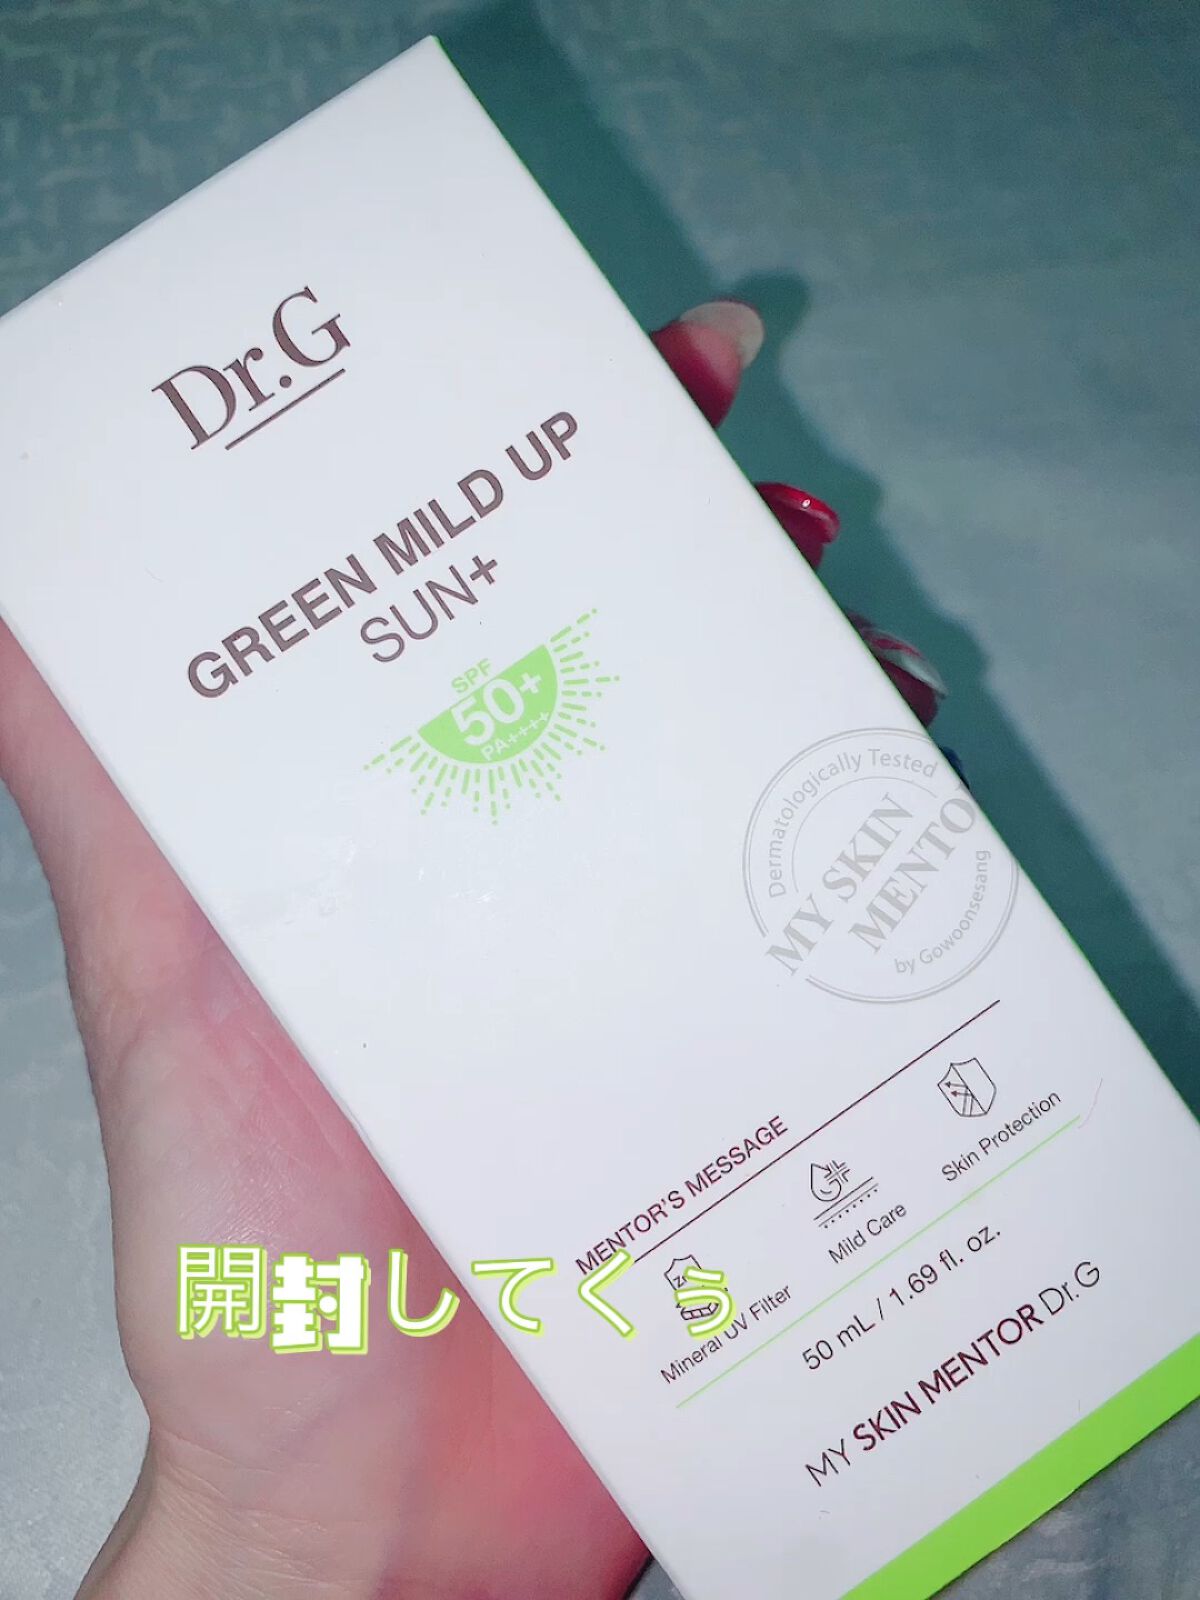 Dr.G
GREEN MILD UP
SUN+
SPF
50+
PA++++
Dermatologically Tested
MY SKIN
MENTO
by Gowoonsesang
MENTOR'S MESSAGE
Mineral UV Filter
Mild Care
Skin Protection
50 mL / 1.69 fl. oz.
MY SKIN MENTOR Dr.G
開封してくぅ